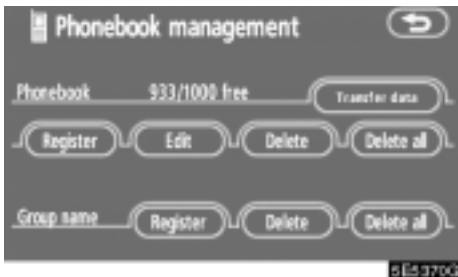 Phonebook management
Phonebook 933/1000 free Transfer data
Register Edit Delete Delete all
Group name Register Delete Delete all
5E5370G